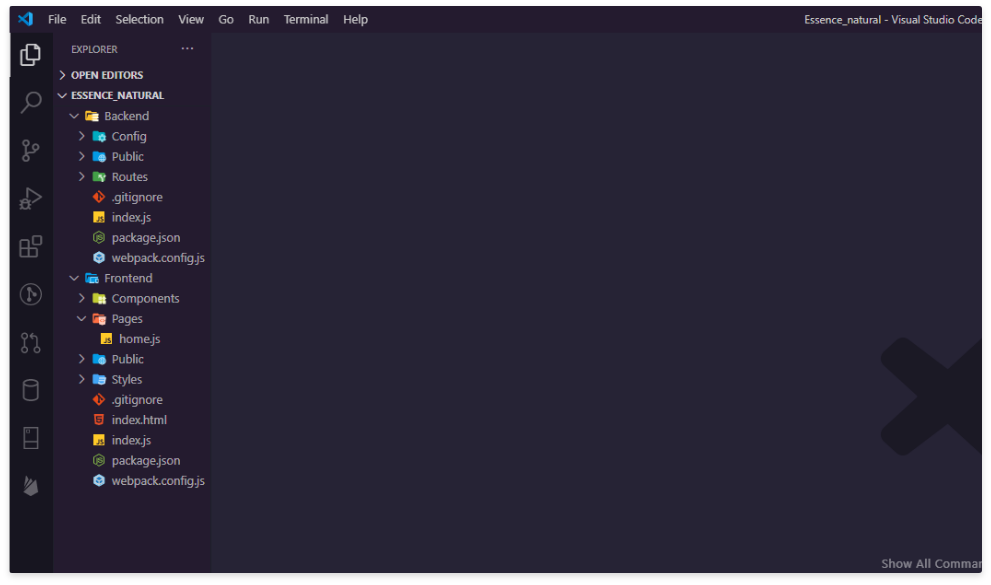 File Edit Selection View Go Run Terminal Help Essence_natural - Visual Studio Code
EXPLORER ...
OPEN EDITORS
ESSENCE_NATURAL
Backend
Config
Public
Routes
.gitignore
index.js
package.json
webpack.config.js
Frontend
Components
Pages
home.js
Public
Styles
.gitignore
index.html
index.js
package.json
webpack.config.js
Show All